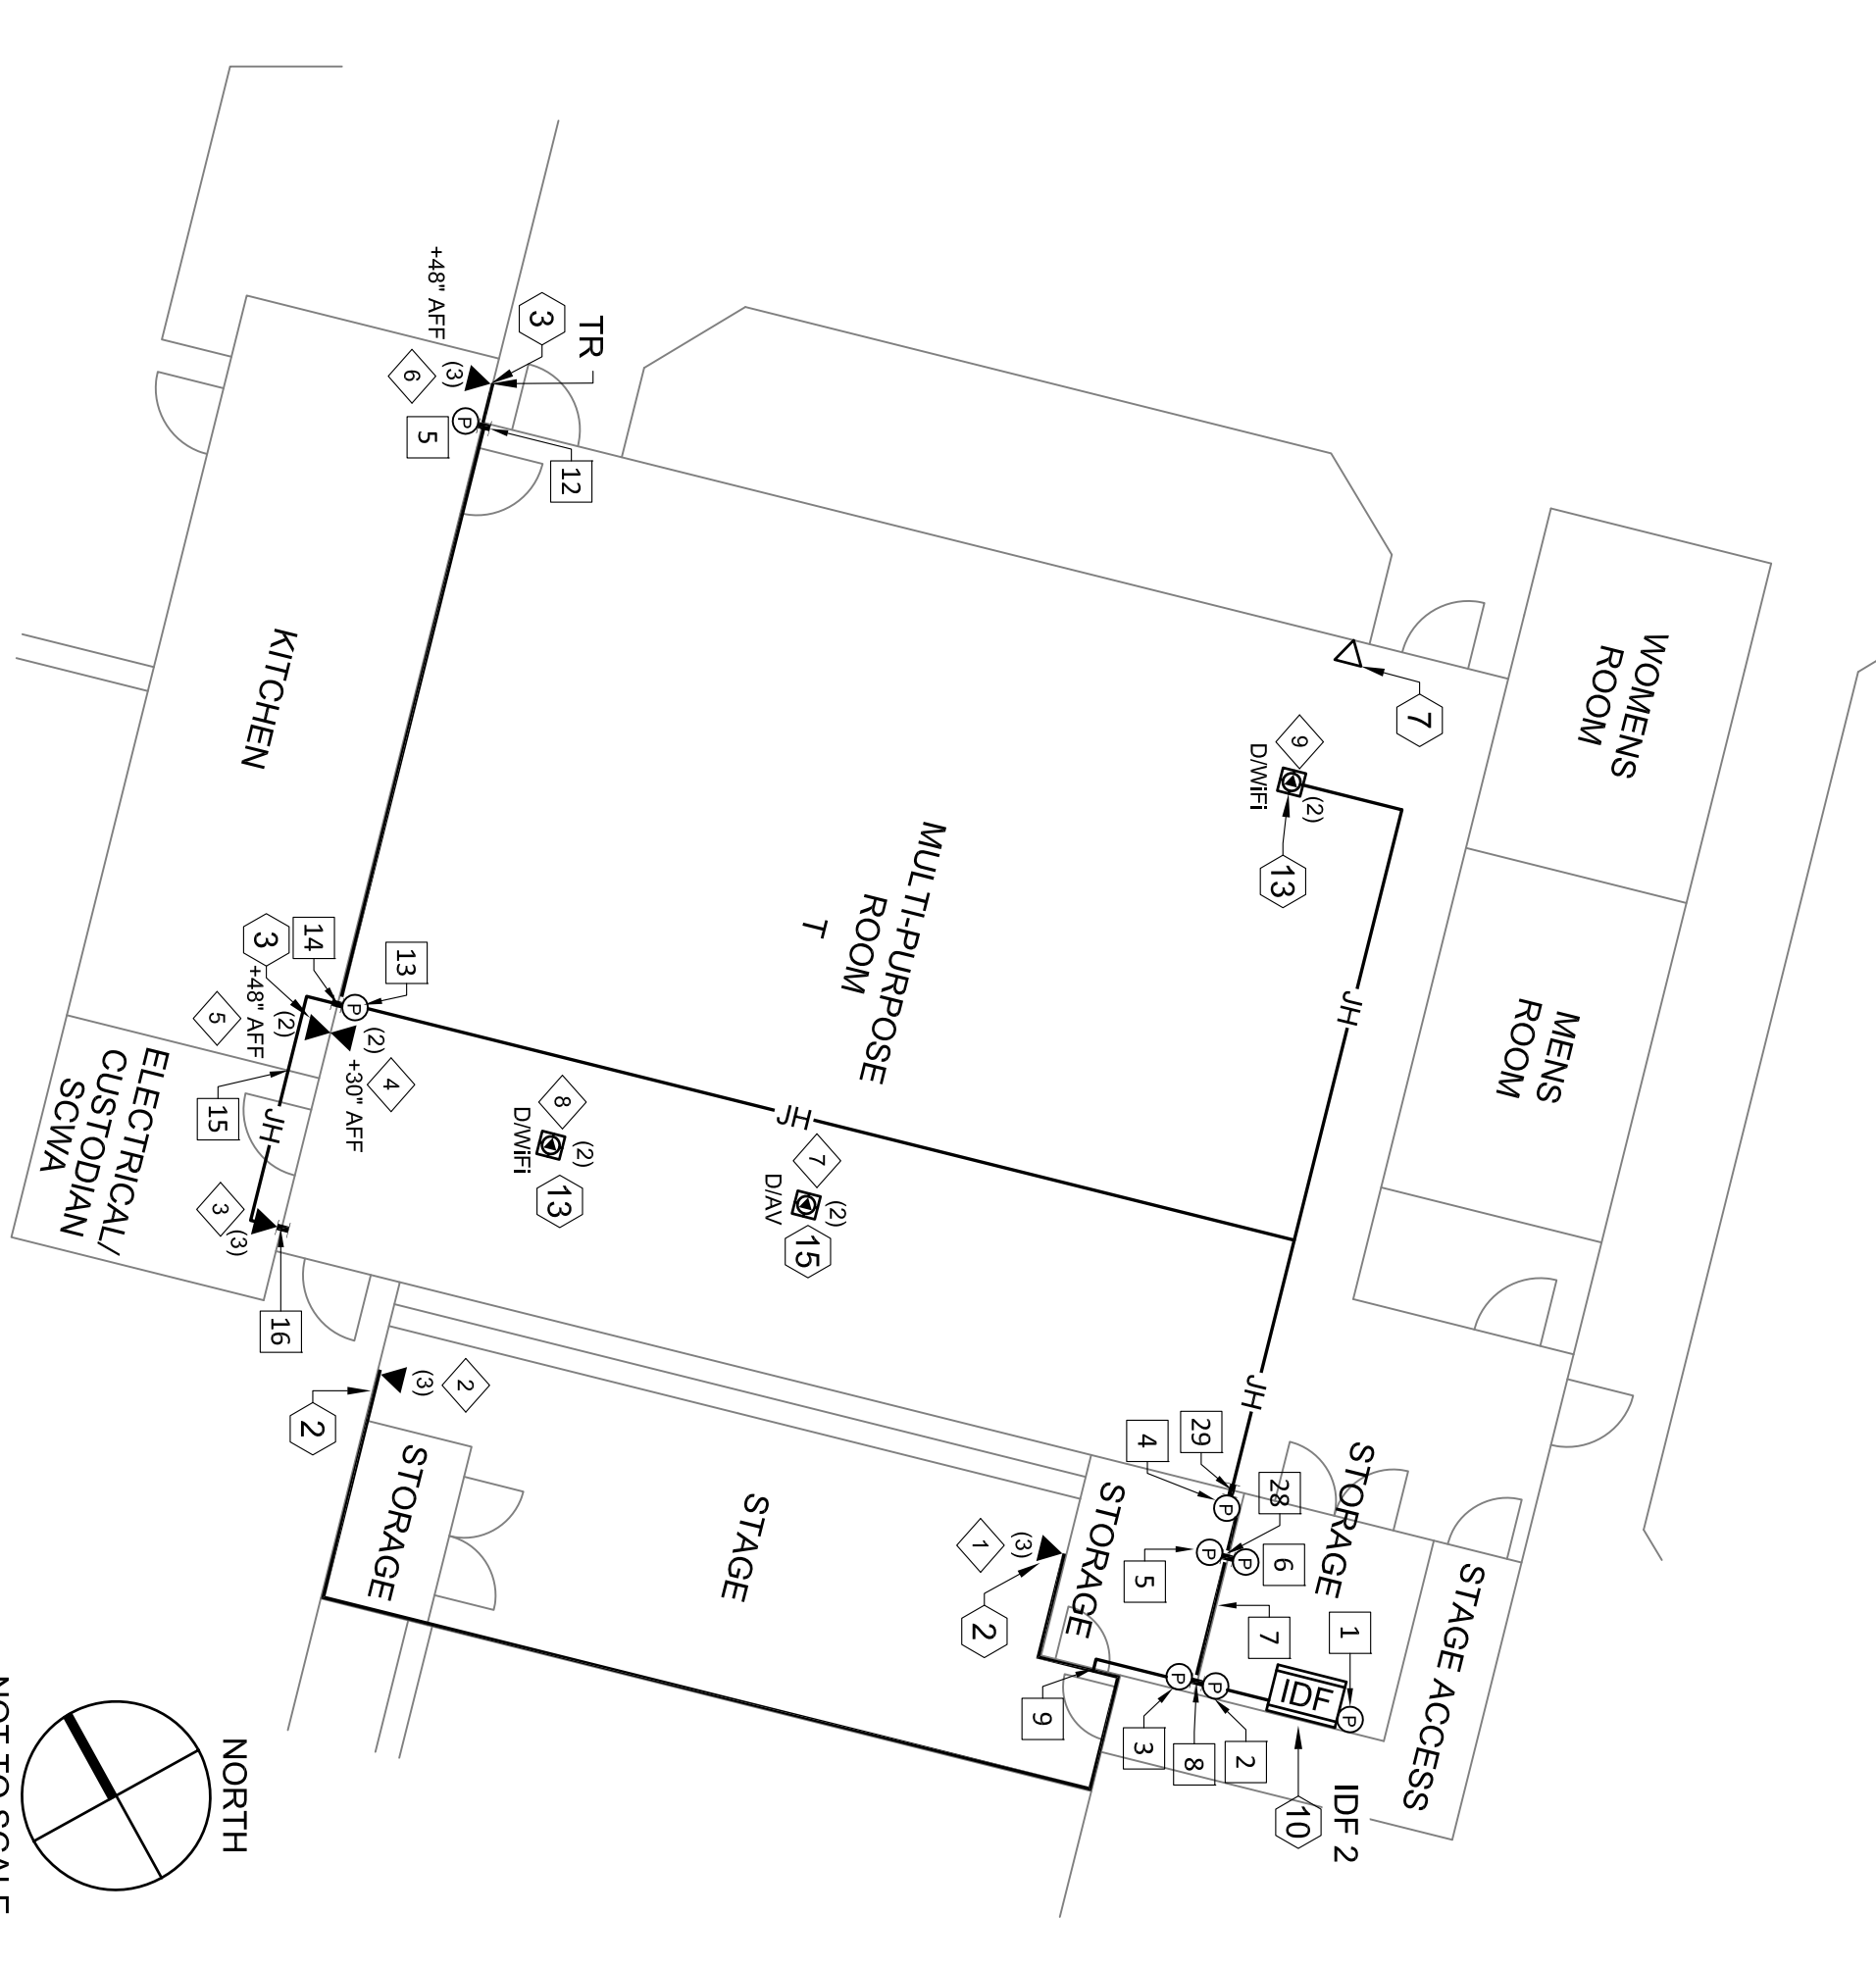 WOMENS
ROOM
MENS
ROOM
7
9
(2)
D/WiFi
13
JH
MULTI-PURPOSE
ROOM
T
TR
3
+48" AFF
(3)
6
P
5
12
KITCHEN
13
14
3
P
+48" AFF
(2)
5
(2)
4
+30" AFF
15
JH
ELECTRICAL/
CUSTODIAN
SCWA
3
(3)
16
8
(2)
D/WiFi
13
JH
7
(2)
D/AV
15
JH
2
(3)
2
STORAGE
STAGE
STORAGE
STORAGE
STAGE ACCESS
29
4
28
P
P
P
6
5
7
1
1
(3)
2
9
P
P
3
8
2
IDF
P
10
IDF 2
NORTH
NOT TO SCALE